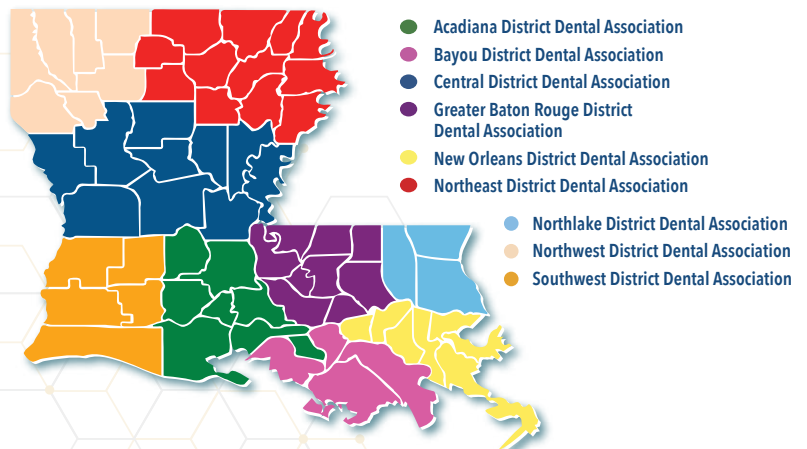 Acadiana District Dental Association
Bayou District Dental Association
Central District Dental Association
Greater Baton Rouge District
Dental Association
New Orleans District Dental Association
Northeast District Dental Association
Northlake District Dental Association
Northwest District Dental Association
Southwest District Dental Association